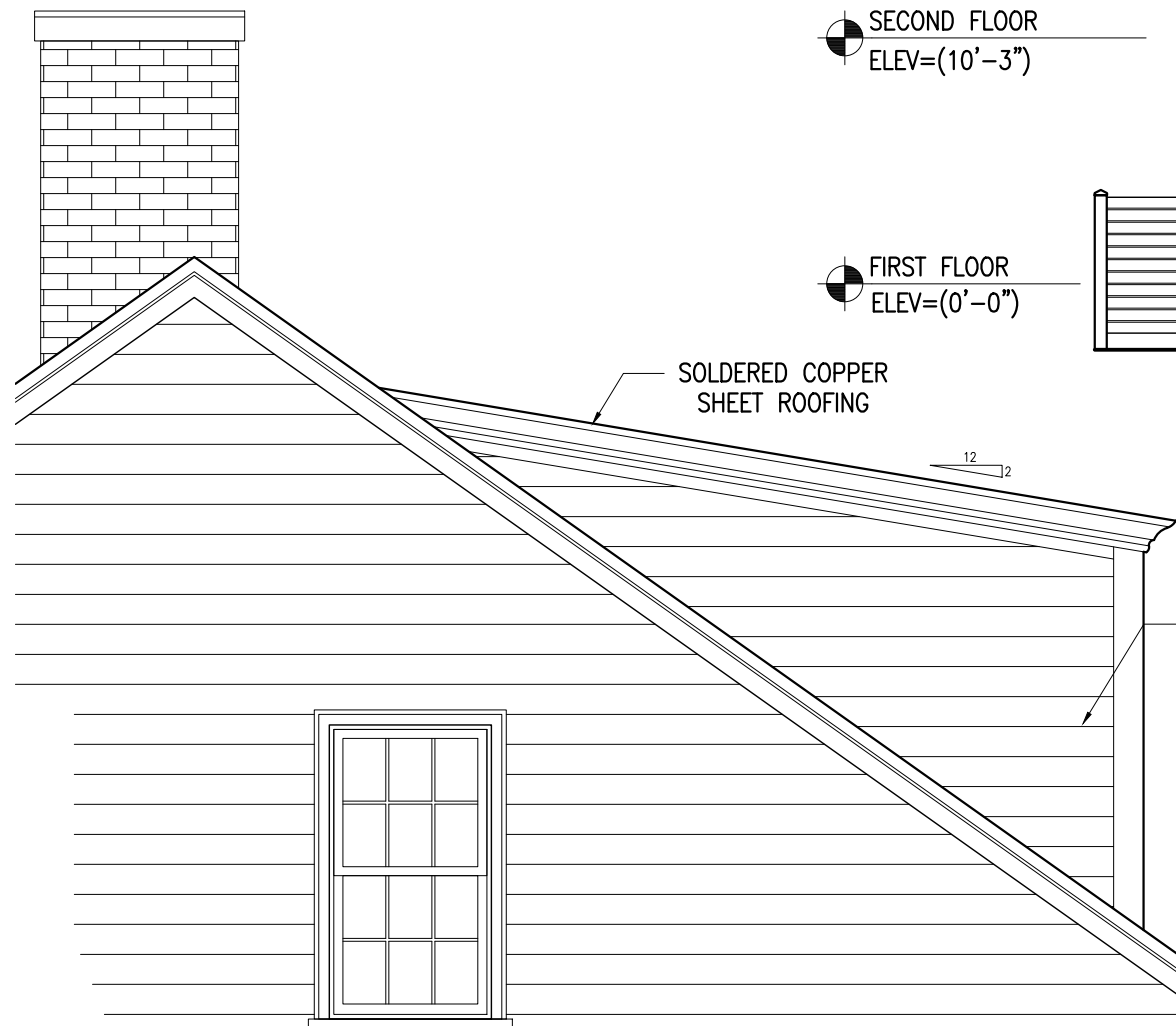 SECOND FLOOR
ELEV=(10'-3")
FIRST FLOOR
ELEV=(0'-0")
SOLDERED COPPER
SHEET ROOFING
12
2